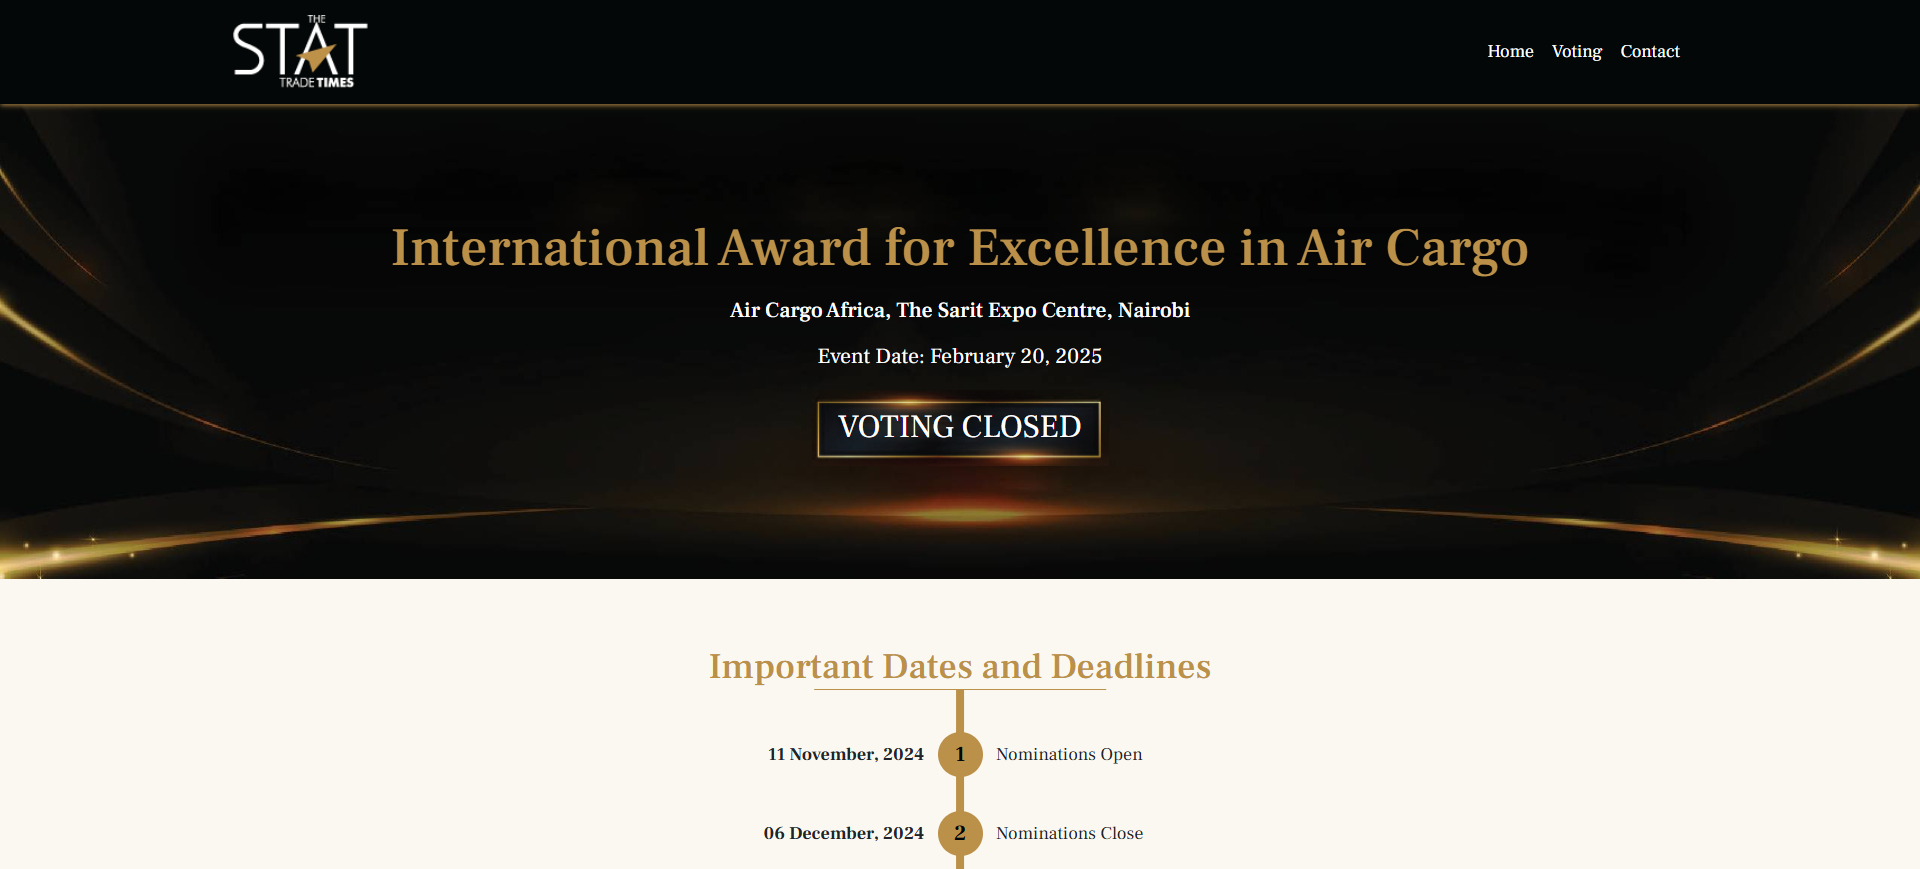 THE
STAT
TRADE TIMES
Home Voting Contact
International Award for Excellence in Air Cargo
Air Cargo Africa, The Sarit Expo Centre, Nairobi
Event Date: February 20, 2025
VOTING CLOSED
Important Dates and Deadlines
11 November, 2024 1 Nominations Open
06 December, 2024 2 Nominations Close